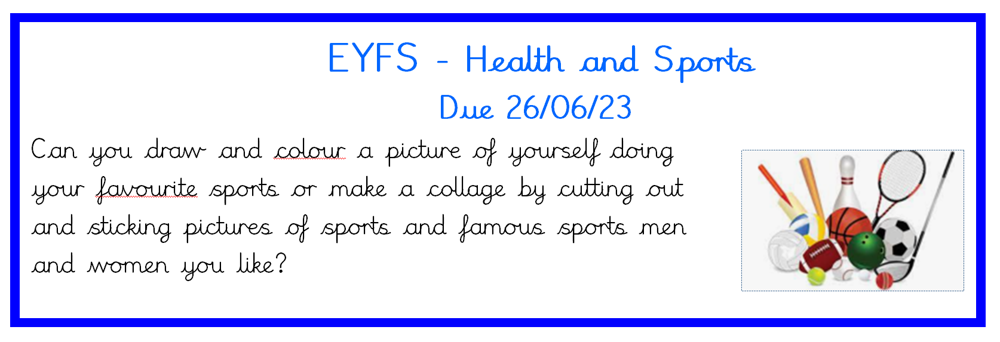 EYFS - Health and Sports
Due 26/06/23
Can you draw and colour a picture of yourself doing
your favourite sports or make a collage by cutting out
and sticking pictures of sports and famous sports men
and women you like?